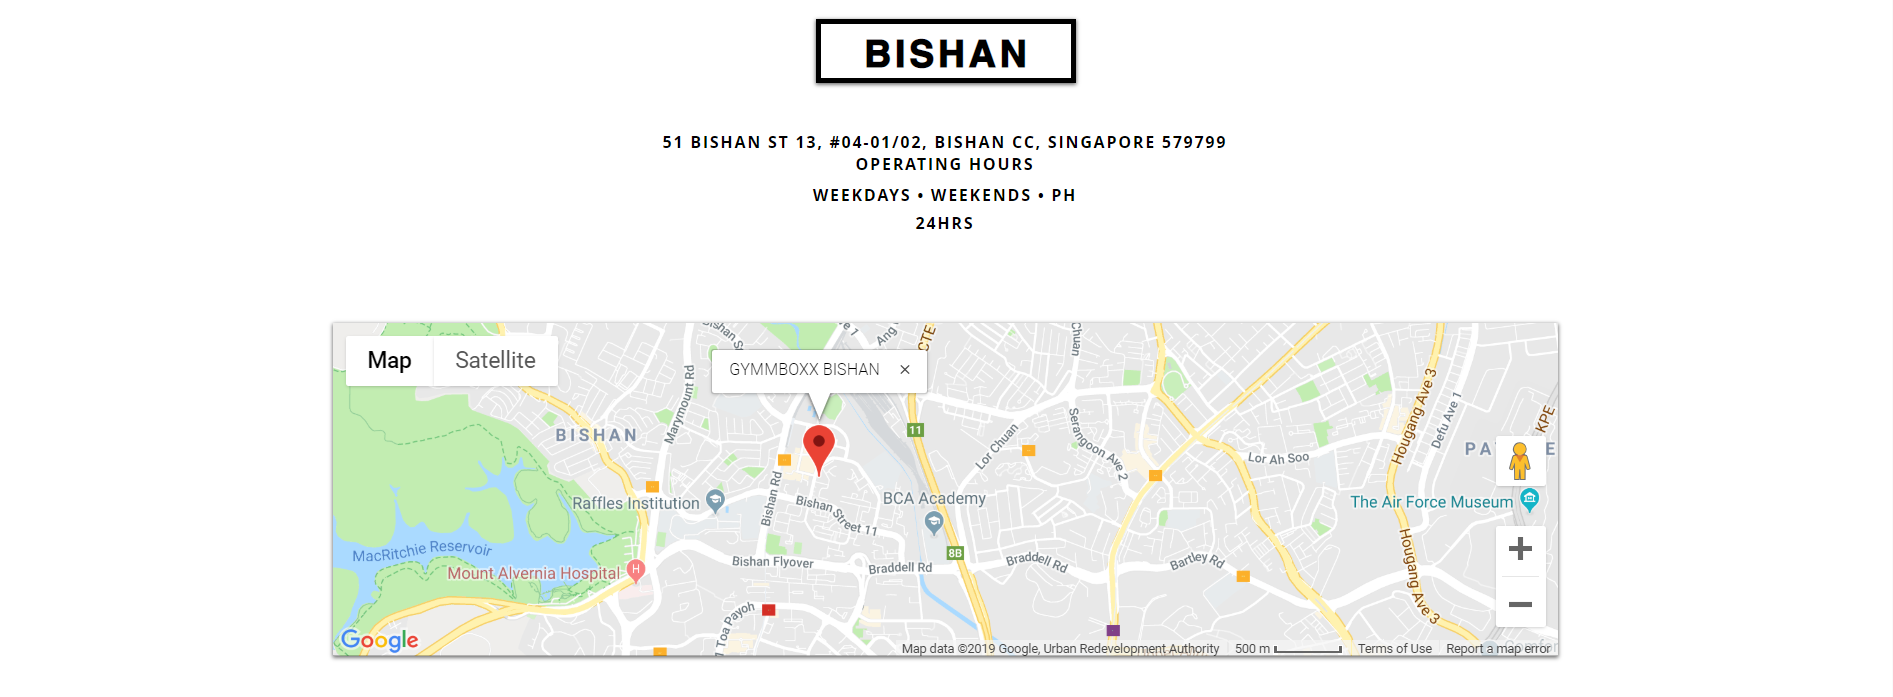 BISHAN
51 BISHAN ST 13, #04-01/02, BISHAN CC, SINGAPORE 579799
OPERATING HOURS
WEEKDAYS • WEEKENDS • PH
24HRS
Map
Satellite
Bishan S
e 1
Ang
CTE
Chuan
GYMMBOXX BISHAN ×
Marymount Rd
BISHAN
11
Lor Chuan
Serangoon Ave 2
Lor Ah Soo
Hougang Ave 3
Defu Ave 1
KPE
PA
E
Raffles Institution
Bishan Rd
Bishan Street 11
BCA Academy
The Air Force Museum
MacRitchie Reservoir
Mount Alvernia Hospital
H
Bishan Flyover
Braddell Rd
8B
Braddell Rd
Bartley Rd
Hougang Ave 3
1 Toa Payoh
Google
Map data ©2019 Google, Urban Redevelopment Authority
500 m
Terms of Use
Report a map error